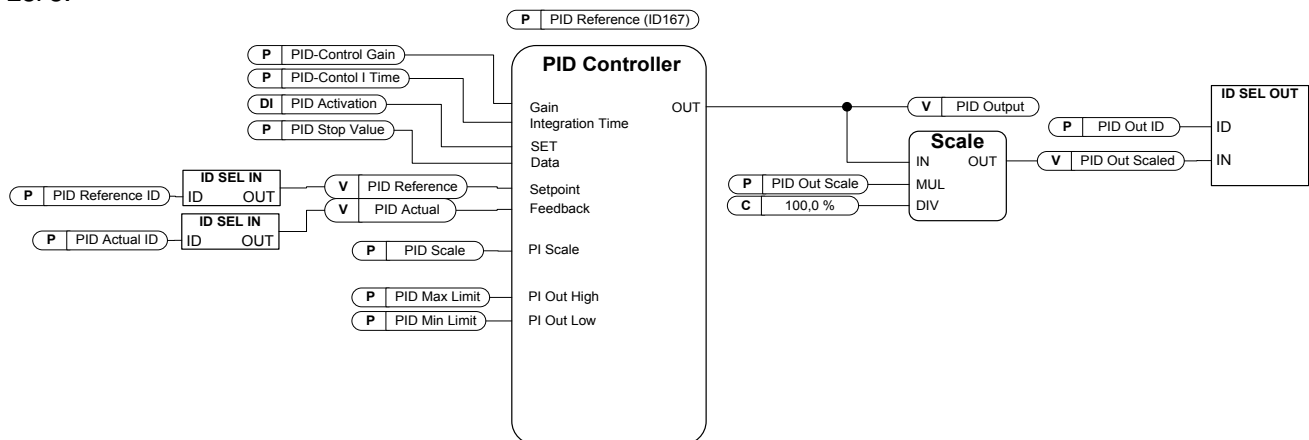 P PID Reference (ID167)
PID Controller
P PID-Control Gain
P PID-Contol I Time
DI PID Activation
P PID Stop Value
Gain OUT
Integration Time
SET
Data
ID SEL IN
P PID Reference ID ID OUT
V PID Reference
Setpoint
ID SEL IN
P PID Actual ID ID OUT
V PID Actual
Feedback
P PID Scale
PI Scale
P PID Max Limit
PI Out High
P PID Min Limit
PI Out Low
V PID Output
Scale
IN OUT
P PID Out Scale MUL
C 100,0 % DIV
ID SEL OUT
P PID Out ID ID
V PID Out Scaled IN